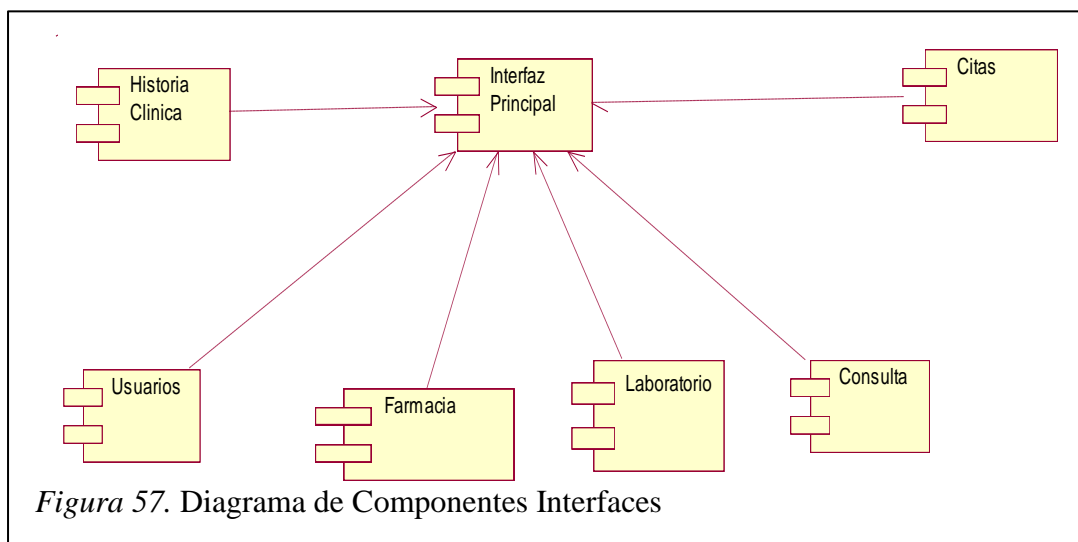 Historia
Clinica
Interfaz
Principal
Citas
Usuarios
Farmacia
Laboratorio
Consulta
Figura 57. Diagrama de Componentes Interfaces